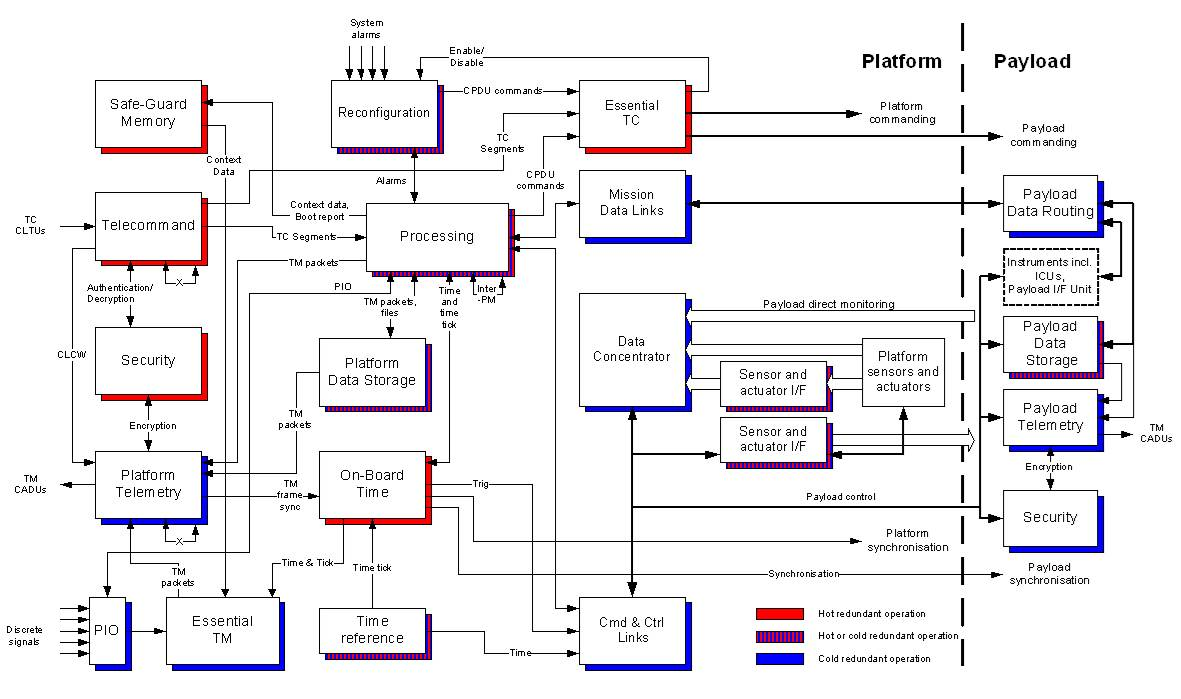 System
alarms
Enable/
Disable
Platform
Payload
Safe-Guard
Memory
Reconfiguration
CPDU commands
Essential
TC
Platform
commanding
Payload
commanding
TC
Segments
Context
Data
Alarms
CPDU
commands
Mission
Data Links
Payload
Data Routing
TC
CLTUs
Telecommand
Context data,
Boot report
TC Segments
Processing
TM packets
PIO
Instruments incl.
ICUs,
Payload I/F Unit
X
Authentication/
Decryption
TM packets,
files
Time
and
time
tick
Inter
-PM
Payload direct monitoring
CLCW
Security
Platform
Data Storage
Data
Concentrator
Sensor and
actuator I/F
Platform
sensors and
actuators
Payload
Data
Storage
Encryption
TM
packets
Sensor and
actuator I/F
Payload
Telemetry
TM
CADUs
TM
CADUs
Platform
Telemetry
TM
frame
sync
On-Board
Time
Trig
Payload control
Encryption
Security
X
Platform
synchronisation
TM
packets
Time & Tick
Time tick
Synchronisation
Payload
synchronisation
Discrete
signals
PIO
Essential
TM
Time
reference
Time
Cmd & Ctrl
Links
Hot redundant operation
Hot or cold redundant operation
Cold redundant operation